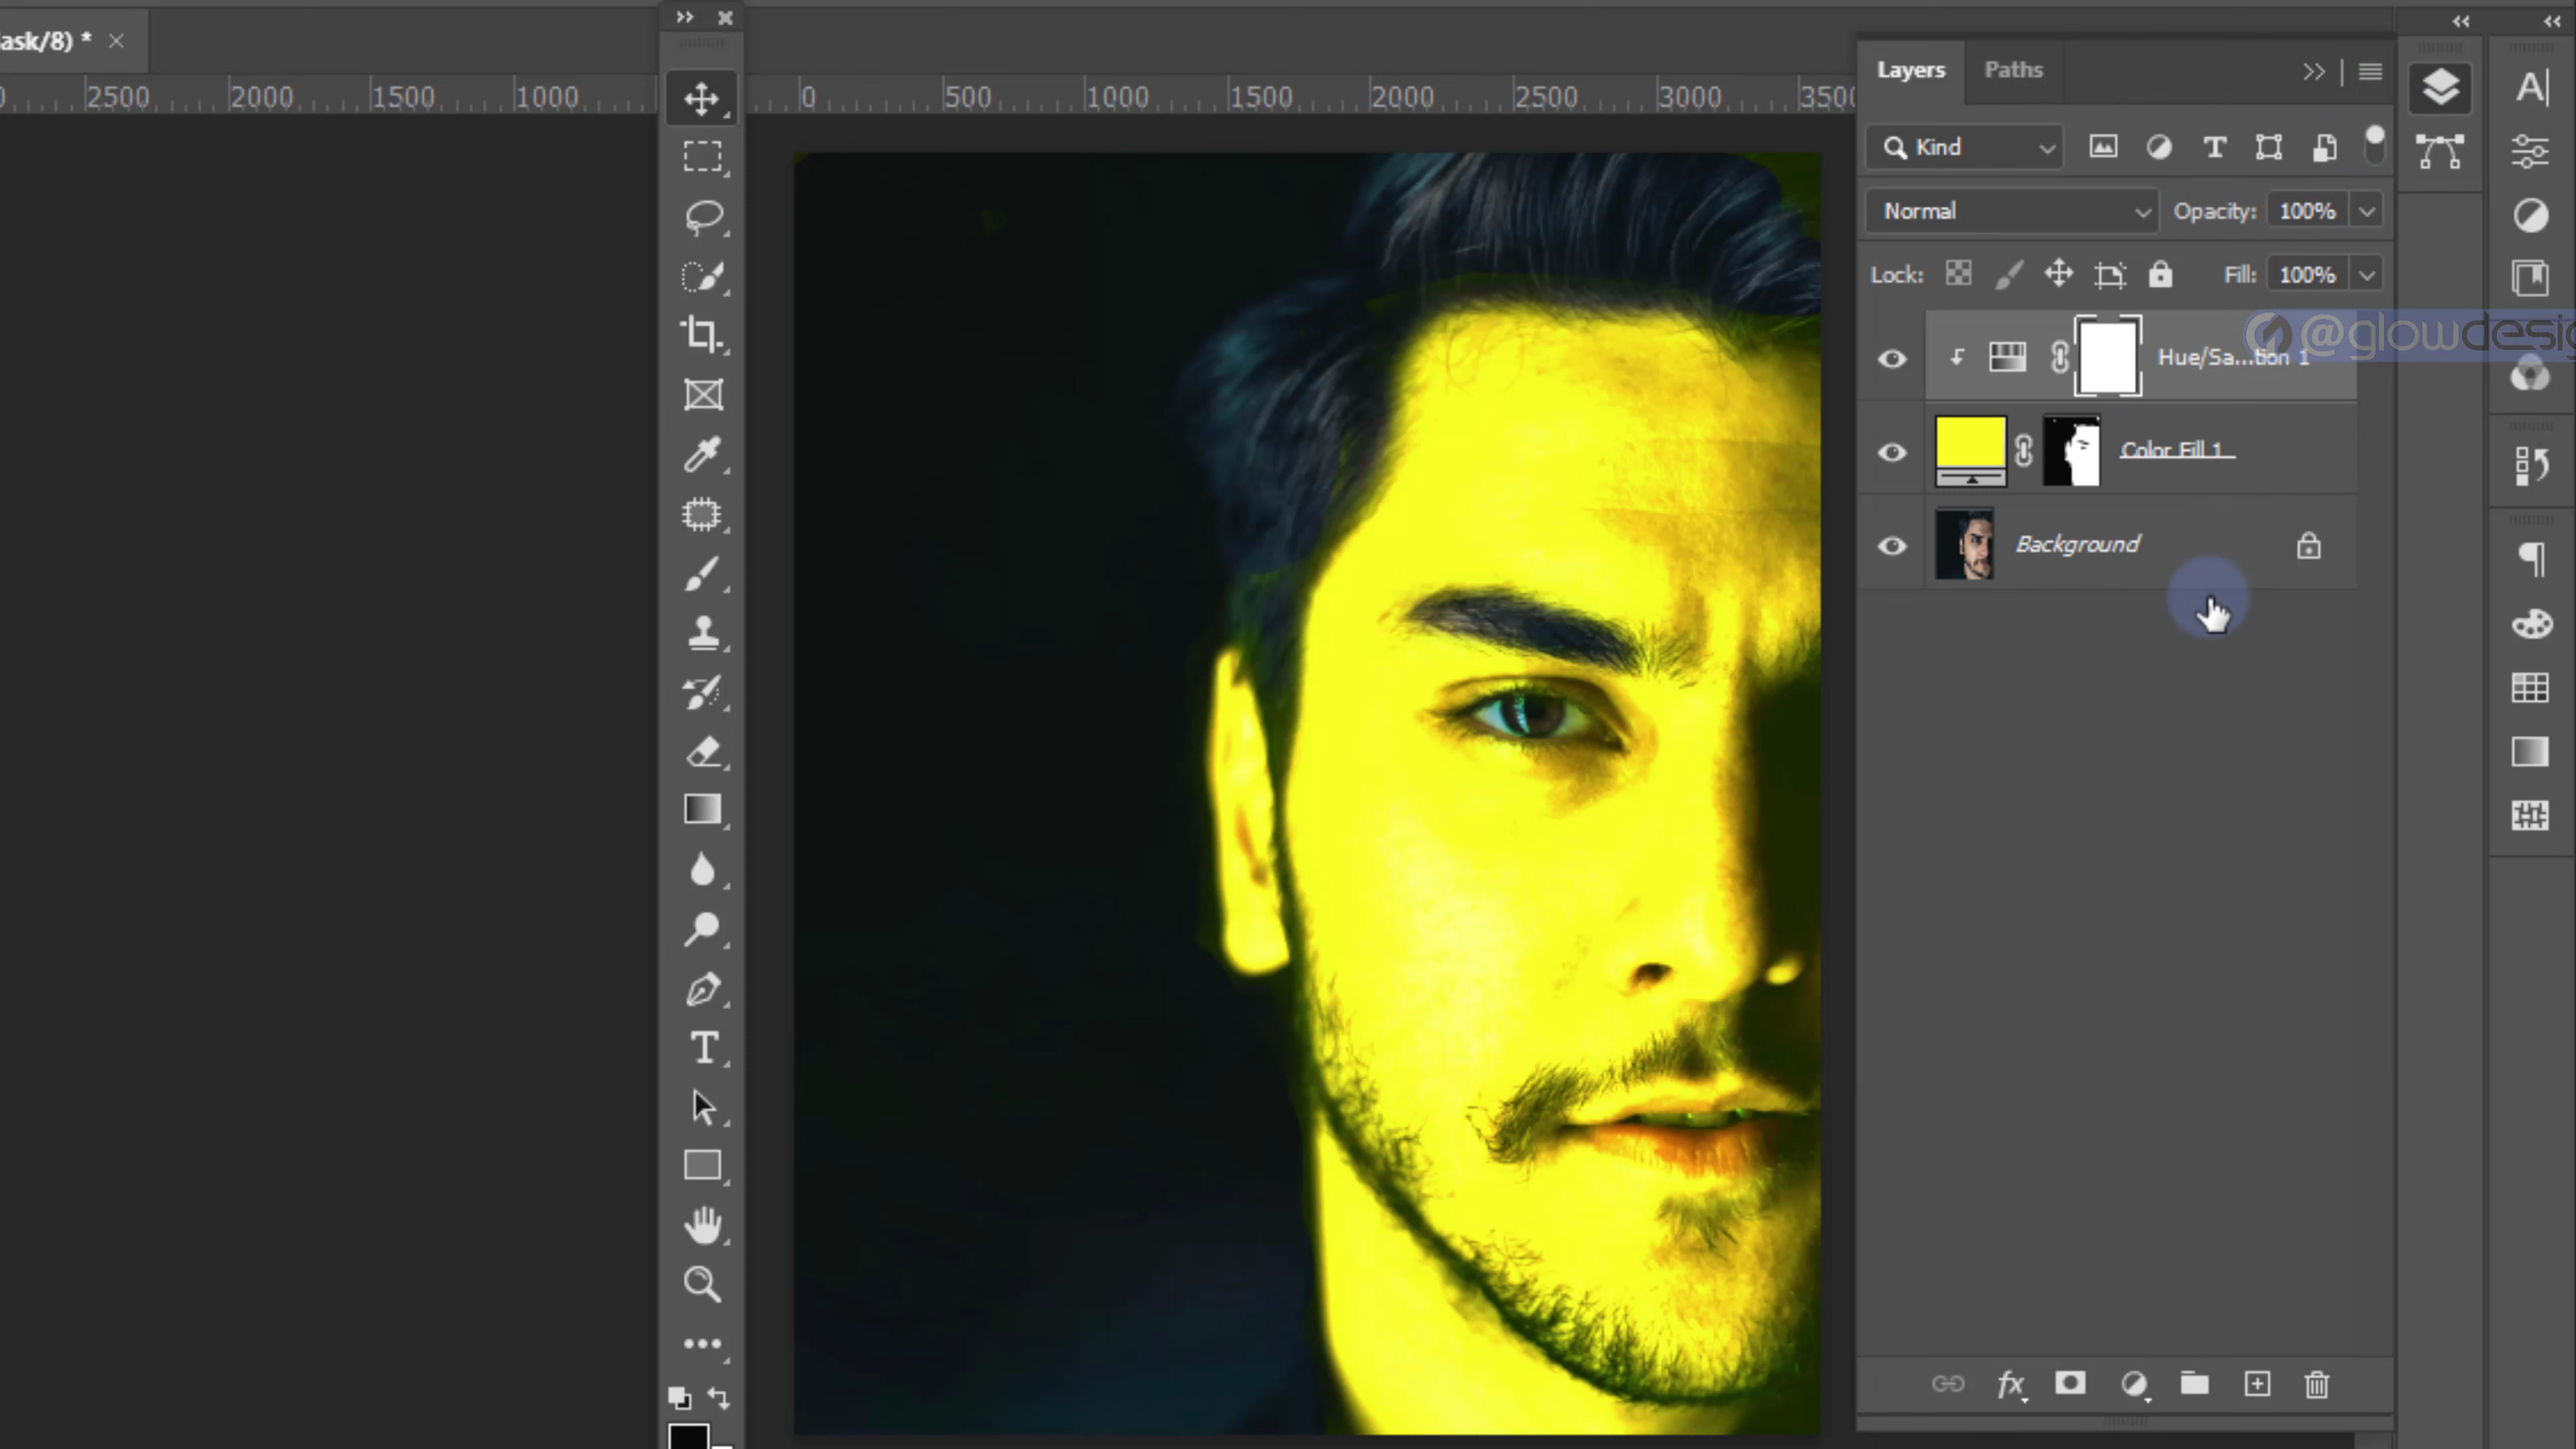 ask/8) *
2500 2000 1500 1000
0 500 1000 1500 2000 2500 3000 3500
Layers Paths
Kind
Normal Opacity: 100%
Lock: Fill: 100%
@glowdesig
Hue/Sa...tion 1
Color Fill 1
Background